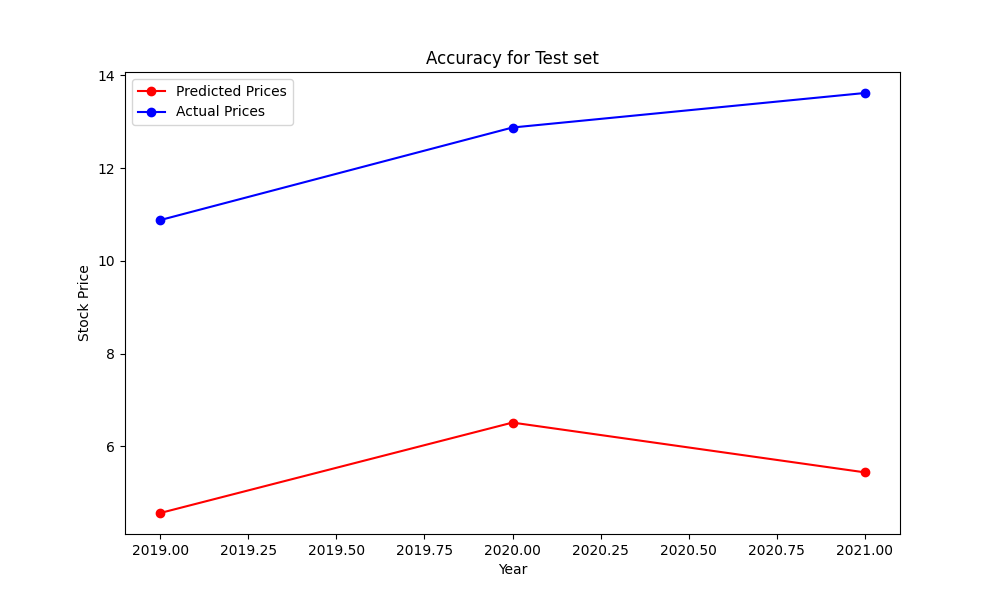 Accuracy for Test set
Predicted Prices
Actual Prices
Stock Price
14
12
10
8
6
2019.00 2019.25 2019.50 2019.75 2020.00 2020.25 2020.50 2020.75 2021.00
Year